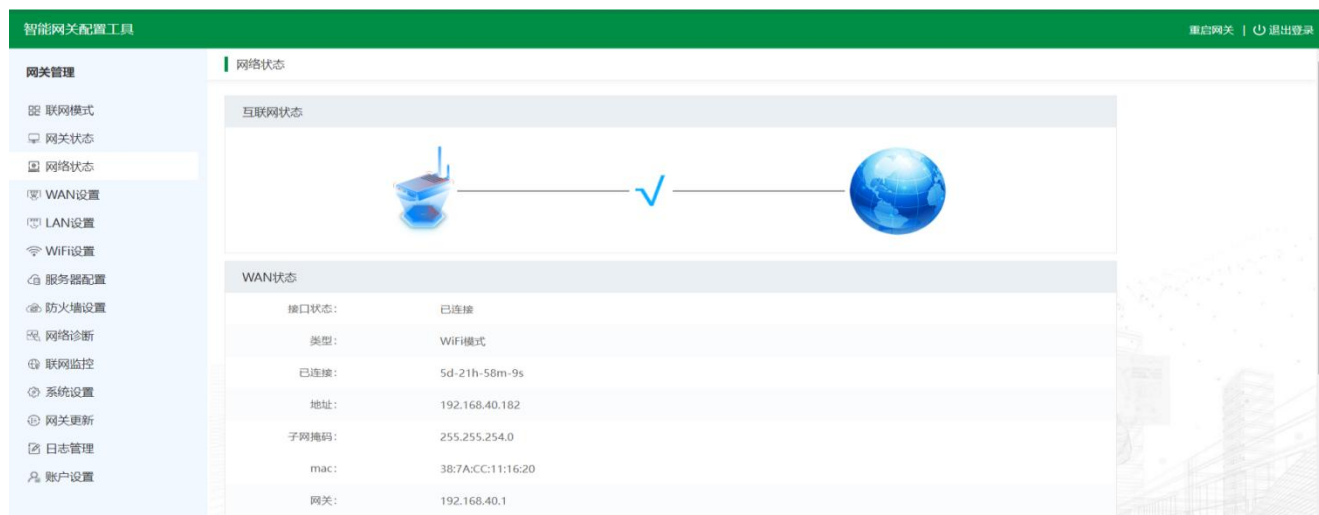 智能网关配置工具
重启网关 | 退出登录
网关管理
联网模式
网关状态
网络状态
WAN设置
LAN设置
WiFi设置
服务器配置
防火墙设置
网络诊断
联网监控
系统设置
网关更新
日志管理
账户设置
网络状态
互联网状态
WAN状态
接口状态: 已连接
类型: WiFi模式
已连接: 5d-21h-58m-9s
地址: 192.168.40.182
子网掩码: 255.255.254.0
mac: 38:7A:CC:11:16:20
网关: 192.168.40.1